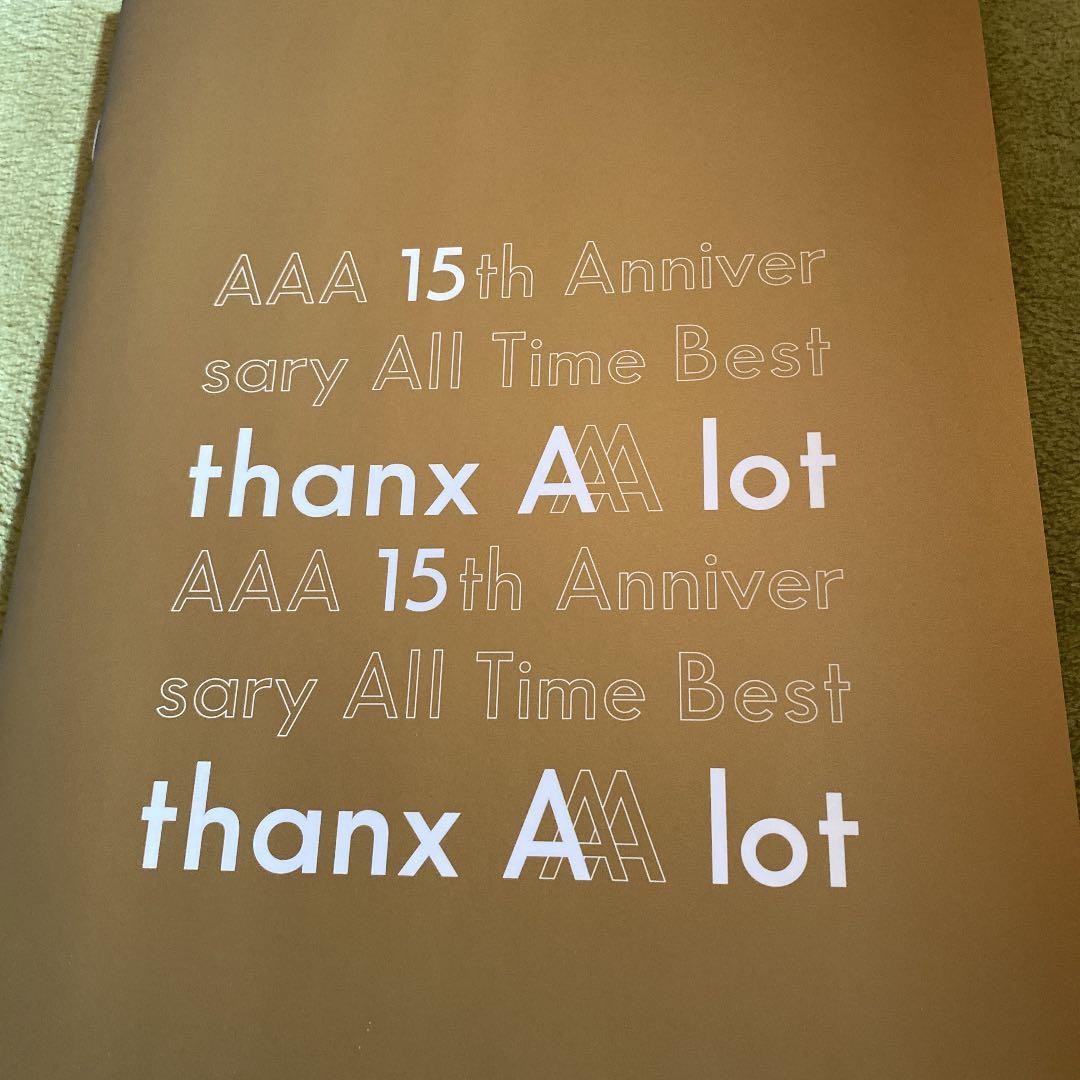 AAA 15th Anniver
sary All Time Best
thanx AAA lot
AAA 15th Anniver
sary All Time Best
thanx AAA lot